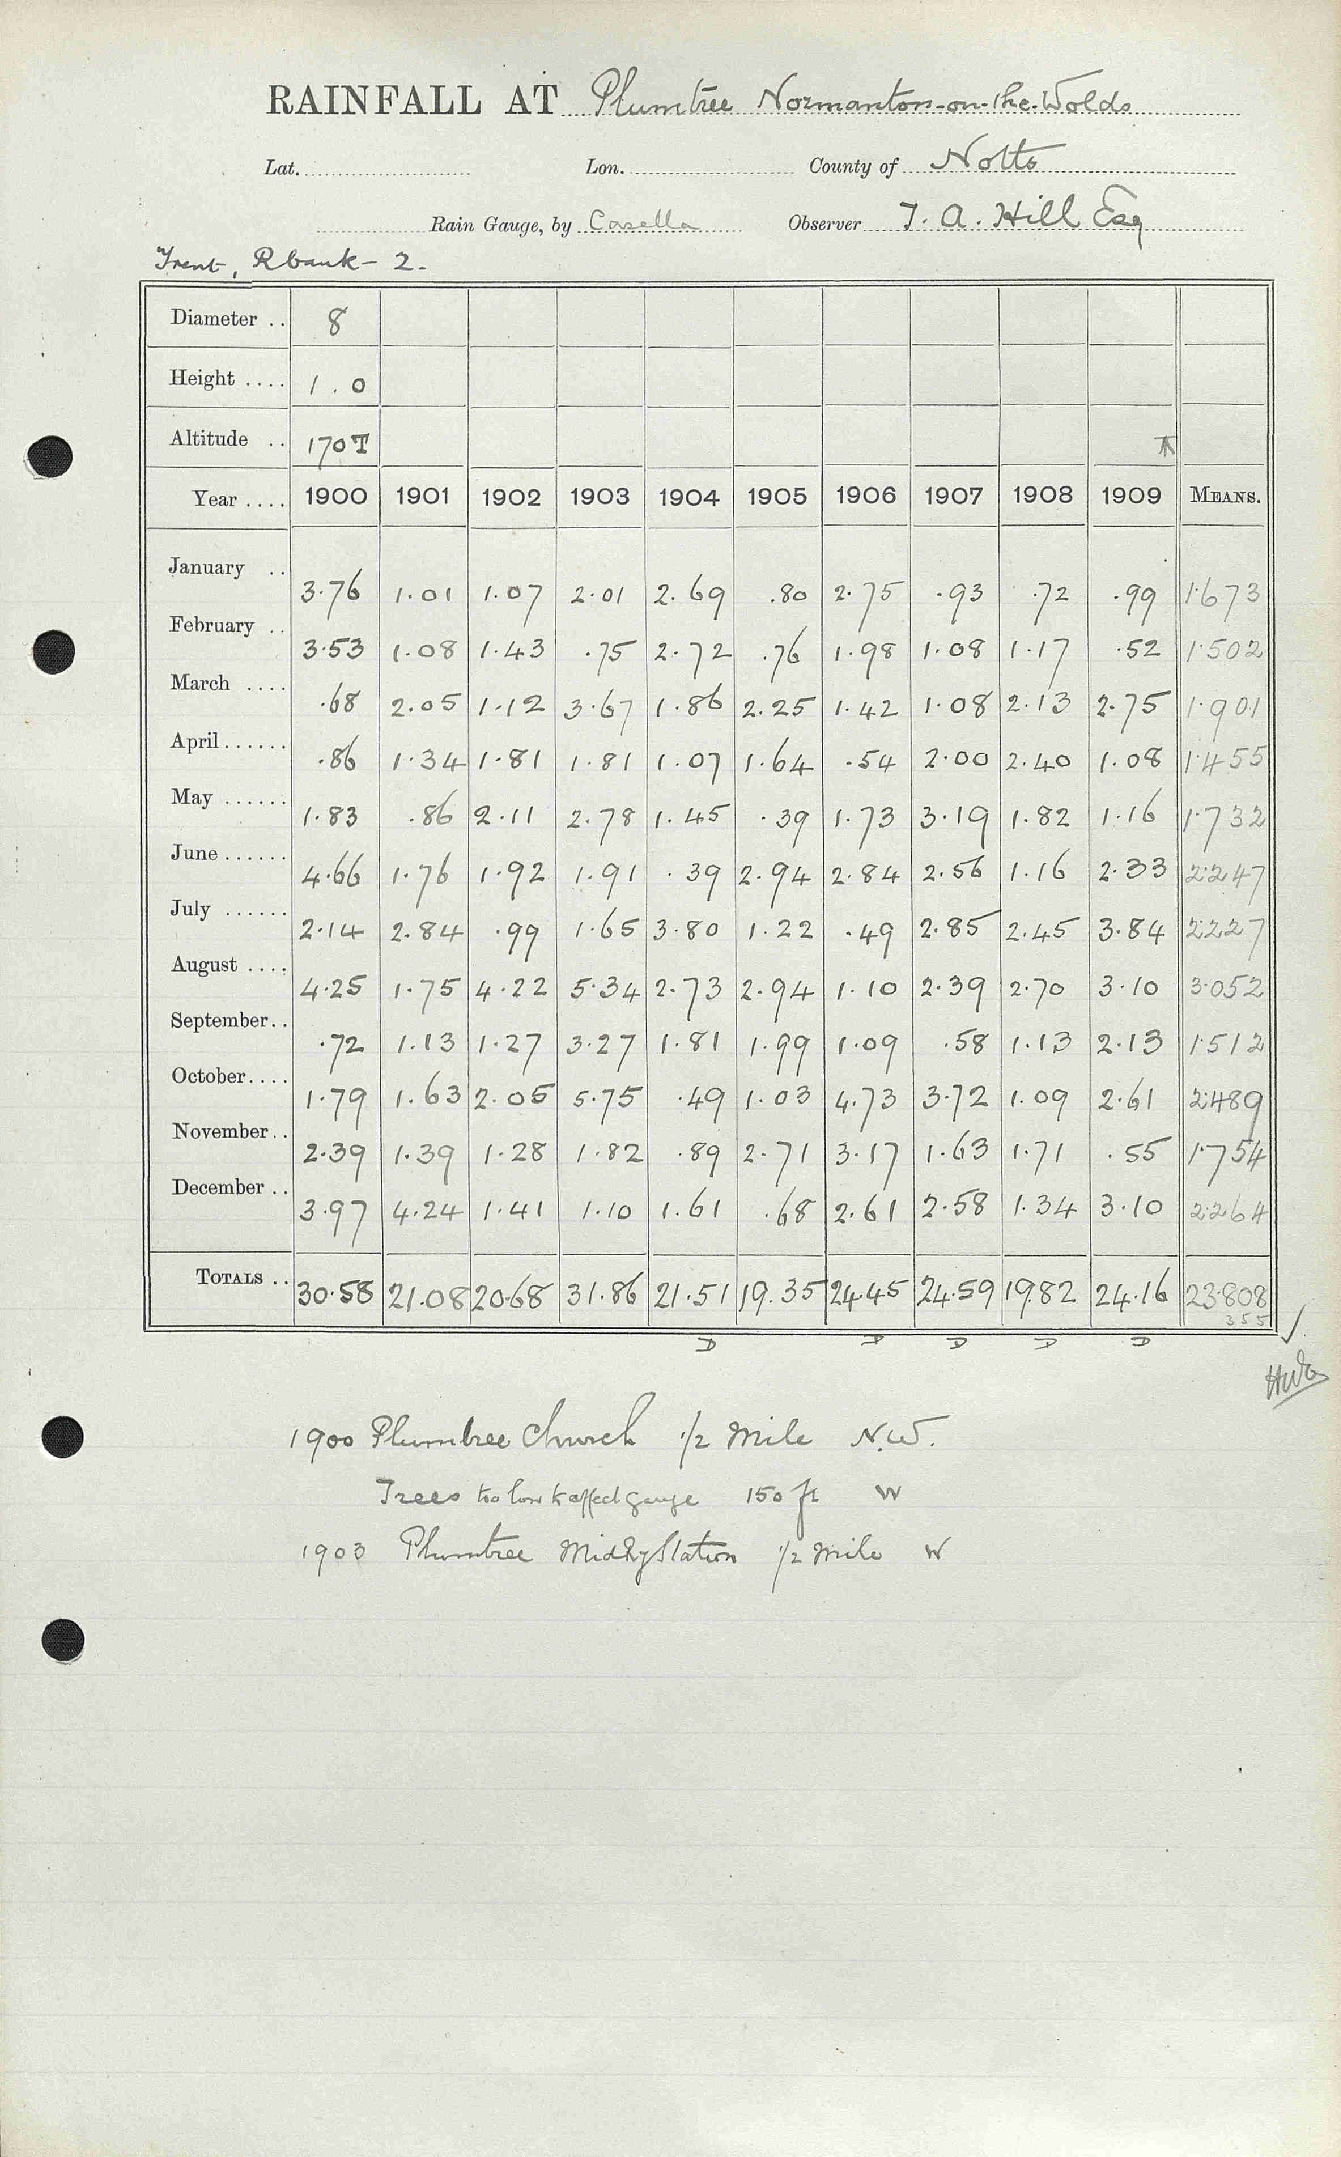 RAINFALL AT Plumtree Normanton-on-the-Wolds
Lat. Lon. County of Notts
Rain Gauge, by Casella Observer T. A. Hill Esq
Trent, R bank - 2.
Diameter .. 8
Height .... 1.0
Altitude .. 170T
Year .... 1900 1901 1902 1903 1904 1905 1906 1907 1908 1909 MEANS.
January .. 3.76 1.01 1.07 2.01 2.69 .80 2.75 .93 .72 .99 1.673
February .. 3.53 1.08 1.43 .75 2.72 .76 1.98 1.08 1.17 .52 1.502
March .... .68 2.05 1.12 3.67 1.86 2.25 1.42 1.08 2.13 2.75 1.901
April...... .86 1.34 1.81 1.81 1.07 1.64 .54 2.00 2.40 1.08 1.455
May ...... 1.83 .86 2.11 2.78 1.45 .39 1.73 3.19 1.82 1.16 1.732
June...... 4.66 1.76 1.92 1.91 .39 2.94 2.84 2.56 1.16 2.33 2.247
July ...... 2.14 2.84 .99 1.65 3.80 1.22 .49 2.85 2.45 3.84 2.227
August .... 4.25 1.75 4.22 5.34 2.73 2.94 1.10 2.39 2.70 3.10 3.052
September.. .72 1.13 1.27 3.27 1.81 1.99 1.09 .58 1.13 2.13 1.512
October.... 1.79 1.63 2.05 5.75 .49 1.03 4.73 3.72 1.09 2.61 2.489
November.. 2.39 1.39 1.28 1.82 .89 2.71 3.17 1.63 1.71 .55 1.754
December .. 3.97 4.24 1.41 1.10 1.61 .68 2.61 2.58 1.34 3.10 2.264
TOTALS .. 30.58 21.08 20.68 31.86 21.51 19.35 24.45 24.59 19.82 24.16 23.808
355
D D D D D
1900 Plumtree Church 1/2 Mile N.W.
Trees too low to affect gauge 150 ft W
1903 Plumtree Mid Ry Station 1/2 Mile W